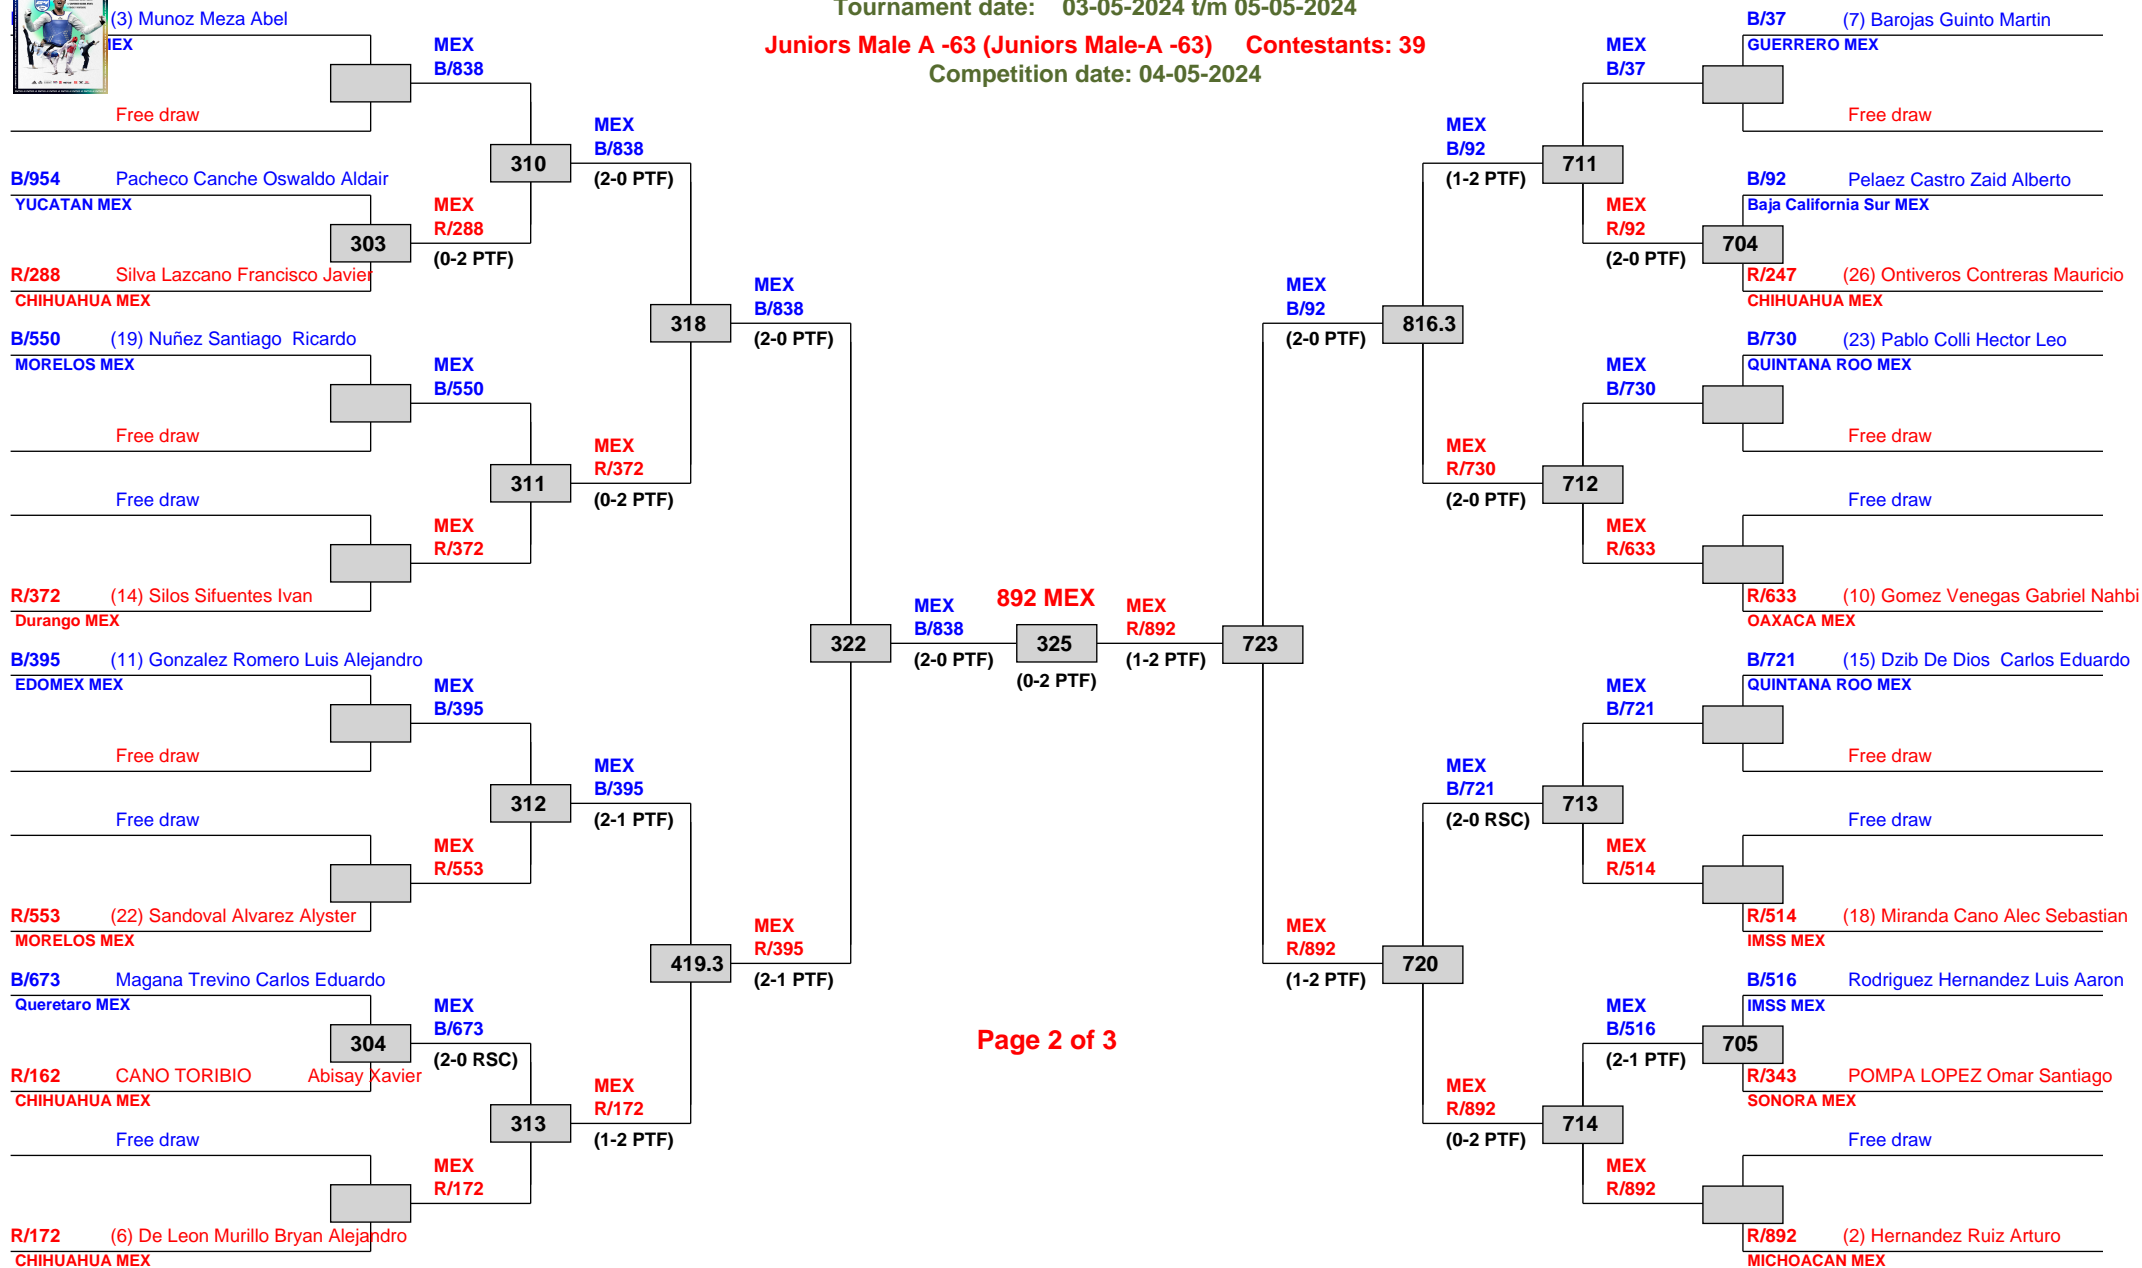 Tournament date: 03-05-2024 t/m 05-05-2024
Juniors Male A -63 (Juniors Male-A -63) Contestants: 39
Competition date: 04-05-2024
(3) Munoz Meza Abel
MEX
B/838
Free draw
310
MEX
B/838
(2-0 PTF)
B/954 Pacheco Canche Oswaldo Aldair
YUCATAN MEX
303
MEX
R/288
(0-2 PTF)
R/288 Silva Lazcano Francisco Javier
CHIHUAHUA MEX
318
MEX
B/838
(2-0 PTF)
B/550 (19) Nuñez Santiago Ricardo
MORELOS MEX
MEX
B/550
Free draw
311
MEX
R/372
(0-2 PTF)
Free draw
MEX
R/372
R/372 (14) Silos Sifuentes Ivan
Durango MEX
322
MEX
B/838
(2-0 PTF)
B/395 (11) Gonzalez Romero Luis Alejandro
EDOMEX MEX
MEX
B/395
Free draw
312
MEX
B/395
(2-1 PTF)
Free draw
MEX
R/553
R/553 (22) Sandoval Alvarez Alyster
MORELOS MEX
419.3
MEX
R/395
(2-1 PTF)
B/673 Magana Trevino Carlos Eduardo
Queretaro MEX
304
MEX
B/673
(2-0 RSC)
R/162 CANO TORIBIO Abisay Xavier
CHIHUAHUA MEX
313
MEX
R/172
(1-2 PTF)
Free draw
MEX
R/172
R/172 (6) De Leon Murillo Bryan Alejandro
CHIHUAHUA MEX
892 MEX
325
(0-2 PTF)
Page 2 of 3
MEX
R/892
(1-2 PTF)
723
MEX
B/92
(2-0 PTF)
816.3
MEX
B/92
(1-2 PTF)
711
MEX
B/37
B/37 (7) Barojas Guinto Martin
GUERRERO MEX
Free draw
MEX
R/92
(2-0 PTF)
704
B/92 Pelaez Castro Zaid Alberto
Baja California Sur MEX
R/247 (26) Ontiveros Contreras Mauricio
CHIHUAHUA MEX
MEX
R/730
(2-0 PTF)
712
MEX
B/730
B/730 (23) Pablo Colli Hector Leo
QUINTANA ROO MEX
Free draw
MEX
R/633
Free draw
R/633 (10) Gomez Venegas Gabriel Nahbi
OAXACA MEX
MEX
R/892
(1-2 PTF)
720
MEX
B/721
(2-0 RSC)
713
MEX
B/721
B/721 (15) Dzib De Dios Carlos Eduardo
QUINTANA ROO MEX
Free draw
MEX
R/514
Free draw
R/514 (18) Miranda Cano Alec Sebastian
IMSS MEX
MEX
R/892
(0-2 PTF)
714
MEX
B/516
(2-1 PTF)
705
B/516 Rodriguez Hernandez Luis Aaron
IMSS MEX
R/343 POMPA LOPEZ Omar Santiago
SONORA MEX
MEX
R/892
Free draw
R/892 (2) Hernandez Ruiz Arturo
MICHOACAN MEX